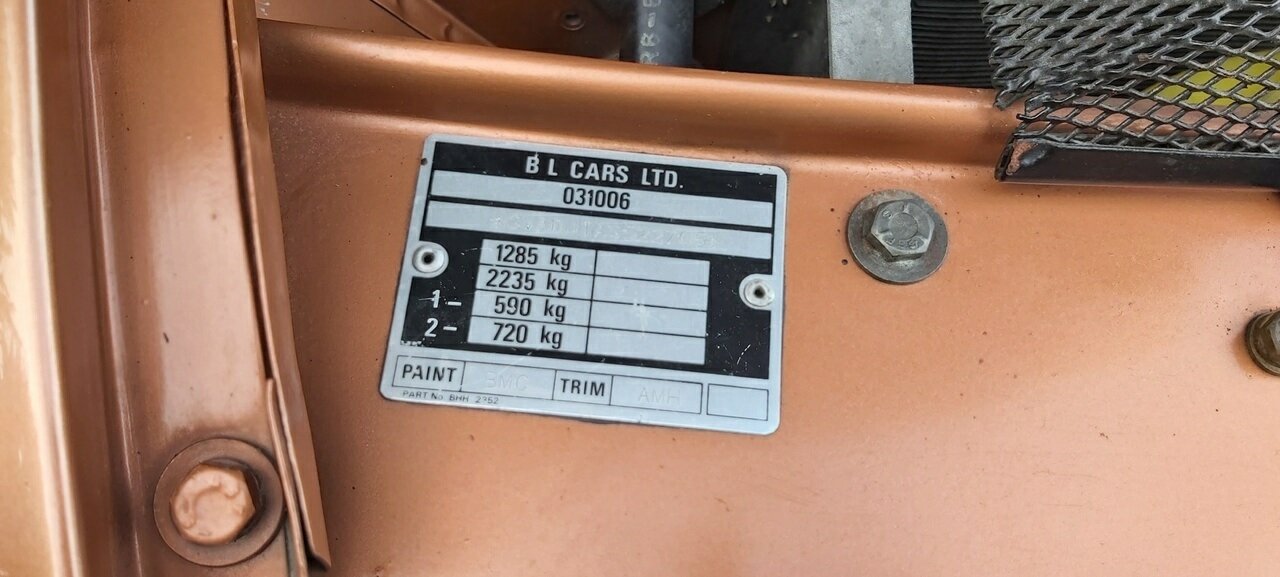 B L CARS LTD.
031006
1285 kg
2235 kg
1- 590 kg
2- 720 kg
PAINT BMC TRIM AMH
PART No. BHH 2352